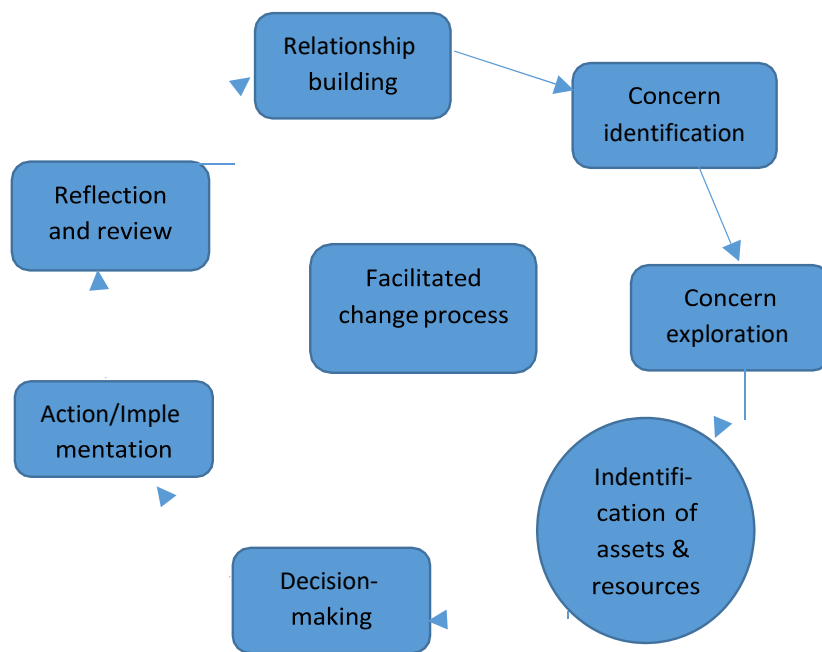 Relationship
building
Concern
identification
Reflection
and review
Facilitated
change process
Concern
exploration
Action/Imple
mentation
Indentifi-
cation of
assets &
resources
Decision-
making